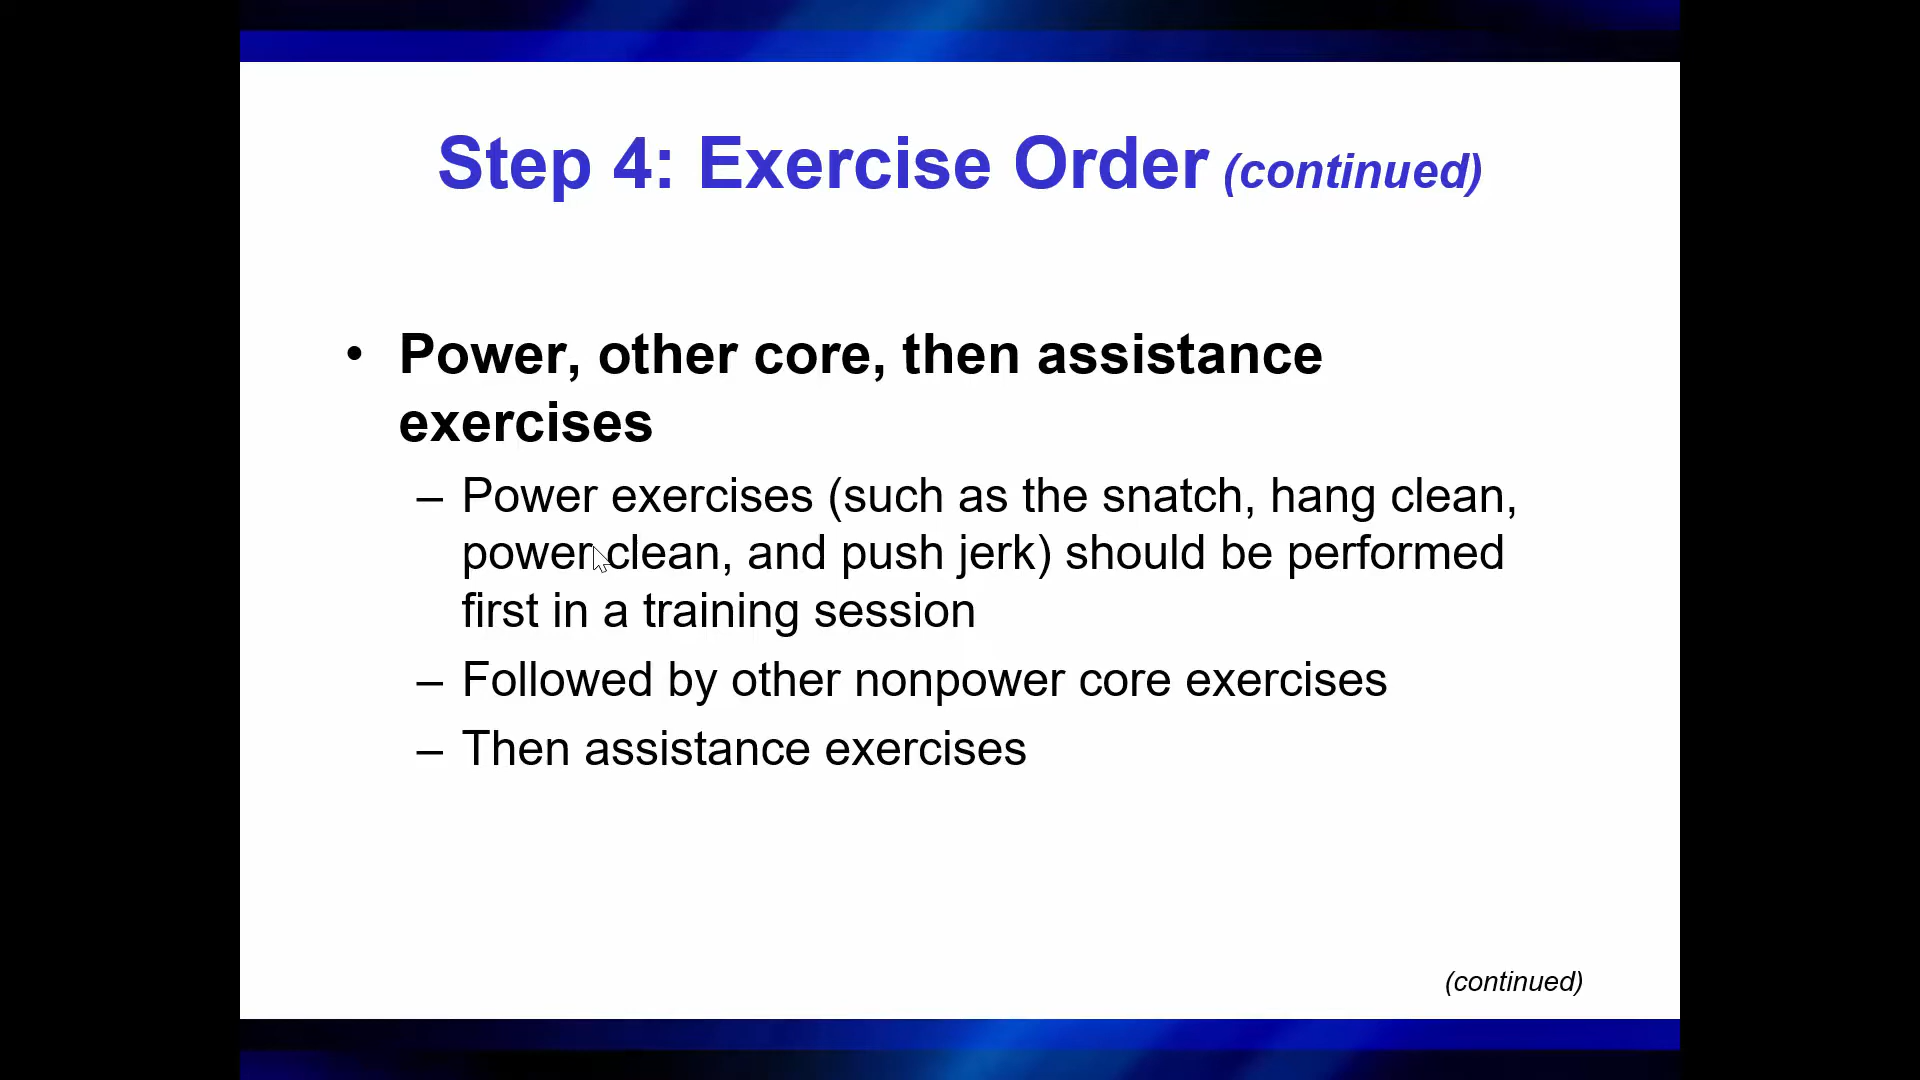 Step 4: Exercise Order (continued)
• Power, other core, then assistance
exercises
– Power exercises (such as the snatch, hang clean,
power clean, and push jerk) should be performed
first in a training session
– Followed by other nonpower core exercises
– Then assistance exercises
(continued)